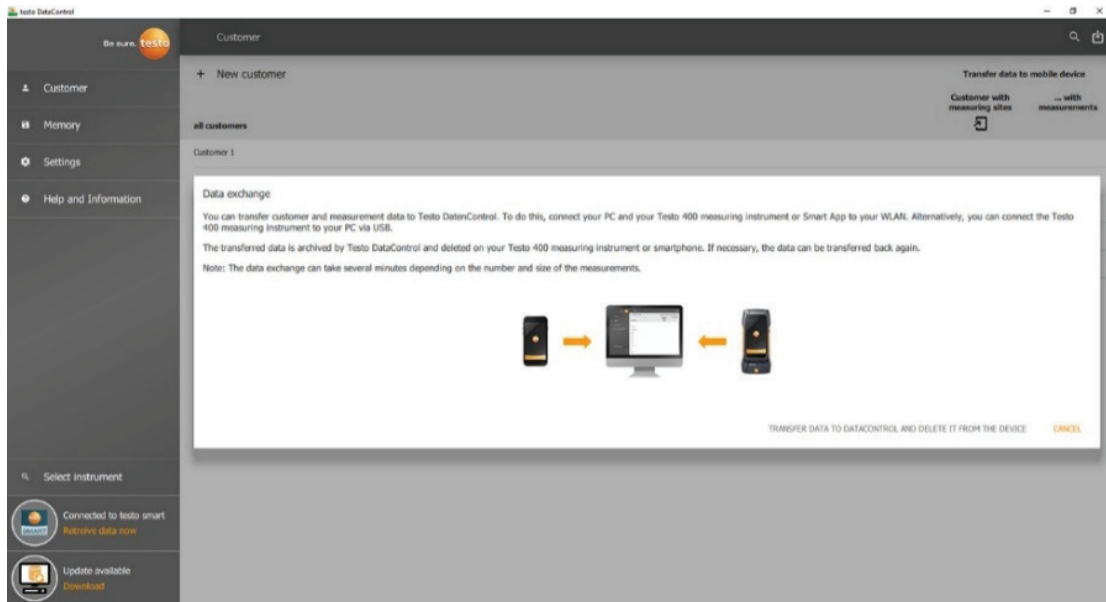 testo DataControl
Be sure. testo
Customer
Customer
Memory
Settings
Help and Information
+ New customer
Transfer data to mobile device
Customer with
measuring sites
... with
measurements
all customers
Customer 1
Data exchange
You can transfer customer and measurement data to Testo DatenControl. To do this, connect your PC and your Testo 400 measuring instrument or Smart App to your WLAN. Alternatively, you can connect the Testo
400 measuring instrument to your PC via USB.
The transferred data is archived by Testo DataControl and deleted on your Testo 400 measuring instrument or smartphone. If necessary, the data can be transferred back again.
Note: The data exchange can take several minutes depending on the number and size of the measurements.
TRANSFER DATA TO DATACONTROL AND DELETE IT FROM THE DEVICE
CANCEL
Select instrument
SMART
Connected to testo smart
Retreive data now
Update available
Download